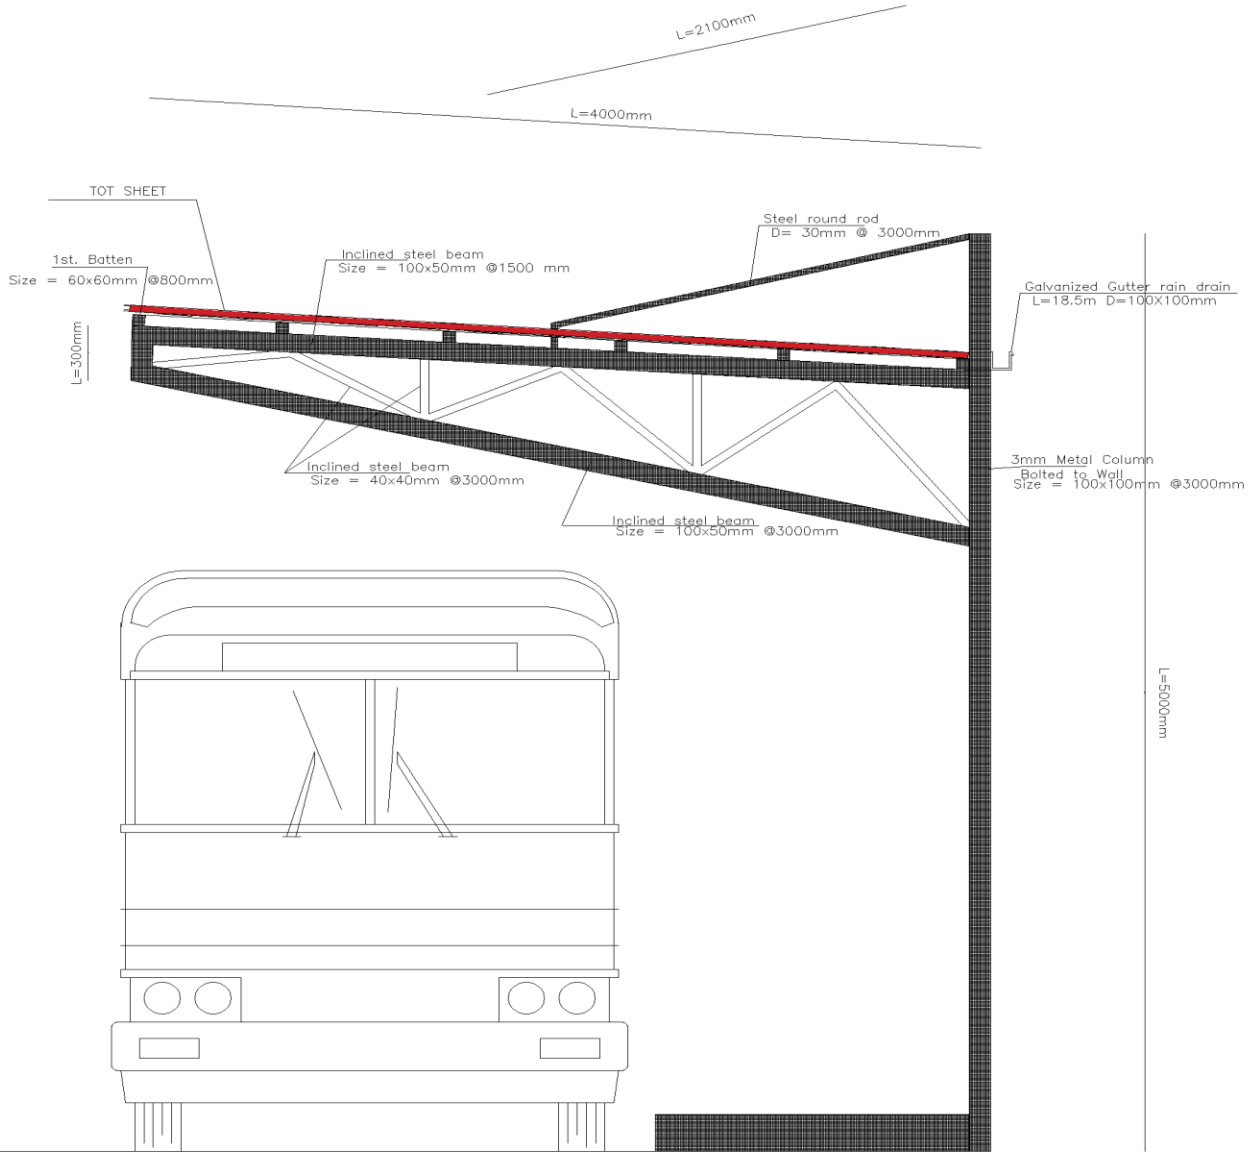 L=2100mm
L=4000mm
TOT SHEET
Steel round rod
D= 30mm @ 3000mm
1st. Batten
Size = 60x60mm @800mm
Inclined steel beam
Size = 100x50mm @1500 mm
Galvanized Gutter rain drain
L=18.5m D=100X100mm
L=300mm
Inclined steel beam
Size = 40x40mm @3000mm
3mm Metal Column
Bolted to Wall
Size = 100x100mm @3000mm
Inclined steel beam
Size = 100x50mm @3000mm
L=5000mm